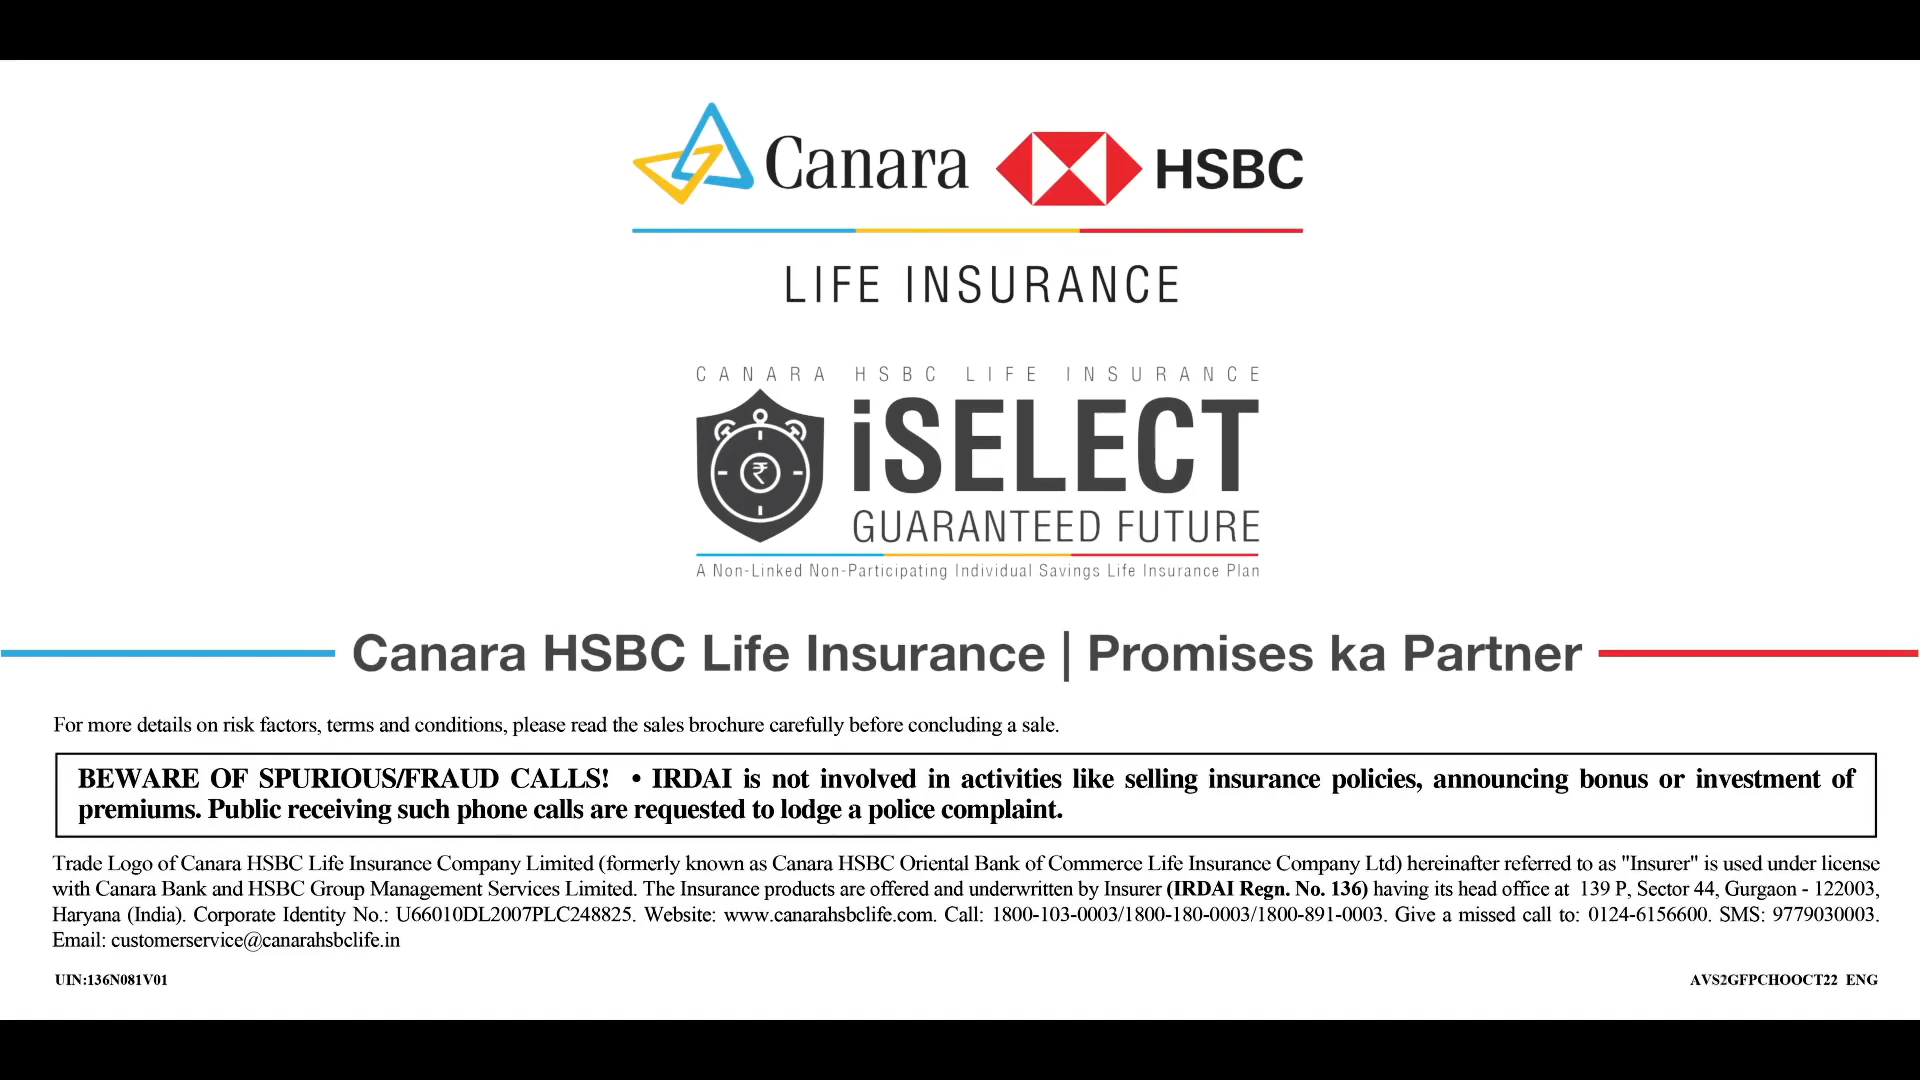 Canara HSBC
LIFE INSURANCE
CANARA HSBC LIFE INSURANCE
iSELECT
₹
GUARANTEED FUTURE
A Non-Linked Non-Participating Individual Savings Life Insurance Plan
Canara HSBC Life Insurance | Promises ka Partner
For more details on risk factors, terms and conditions, please read the sales brochure carefully before concluding a sale.
BEWARE OF SPURIOUS/FRAUD CALLS! • IRDAI is not involved in activities like selling insurance policies, announcing bonus or investment of
premiums. Public receiving such phone calls are requested to lodge a police complaint.
Trade Logo of Canara HSBC Life Insurance Company Limited (formerly known as Canara HSBC Oriental Bank of Commerce Life Insurance Company Ltd) hereinafter referred to as "Insurer" is used under license
with Canara Bank and HSBC Group Management Services Limited. The Insurance products are offered and underwritten by Insurer (IRDAI Regn. No. 136) having its head office at 139 P, Sector 44, Gurgaon - 122003,
Haryana (India). Corporate Identity No.: U66010DL2007PLC248825. Website: www.canarahsbclife.com. Call: 1800-103-0003/1800-180-0003/1800-891-0003. Give a missed call to: 0124-6156600. SMS: 9779030003.
Email: customerservice@canarahsbclife.in
UIN:136N081V01
AVS2GFPCHOOCT22 ENG